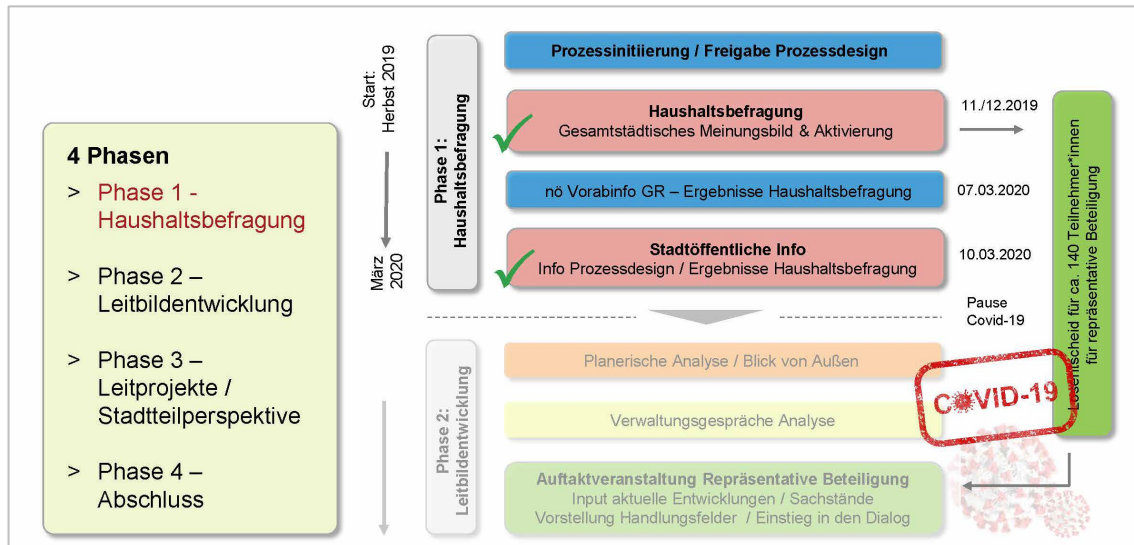 4 Phasen
> Phase 1 -
Haushaltsbefragung
> Phase 2 –
Leitbildentwicklung
> Phase 3 –
Leitprojekte /
Stadtteilperspektive
> Phase 4 –
Abschluss
Start:
Herbst 2019
März
2020
Phase 1:
Haushaltsbefragung
Prozessinitiierung / Freigabe Prozessdesign
Haushaltsbefragung
Gesamtstädtisches Meinungsbild & Aktivierung
11./12.2019
nö Vorabinfo GR – Ergebnisse Haushaltsbefragung
07.03.2020
Stadtöffentliche Info
Info Prozessdesign / Ergebnisse Haushaltsbefragung
10.03.2020
Pause
Covid-19
Phase 2:
Leitbildentwicklung
Planerische Analyse / Blick von Außen
Verwaltungsgespräche Analyse
Auftaktveranstaltung Repräsentative Beteiligung
Input aktuelle Entwicklungen / Sachstände
Vorstellung Handlungsfelder / Einstieg in den Dialog
Losentscheid für ca. 140 Teilnehmer*innen
für repräsentative Beteiligung
COVID-19